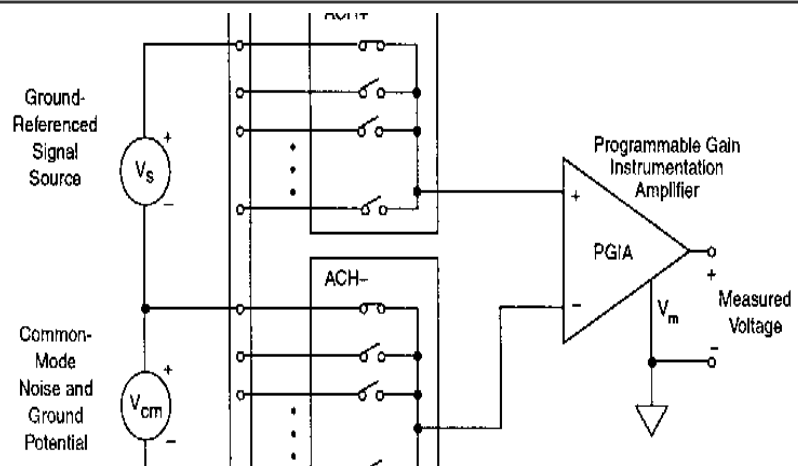 ACH+
Ground-
Referenced
Signal
Source
+
Vs
−
Programmable Gain
Instrumentation
Amplifier
+
PGIA
−
+
Measured
Voltage
−
Vm
ACH−
Common-
Mode
Noise and
Ground
Potential
+
Vcm
−